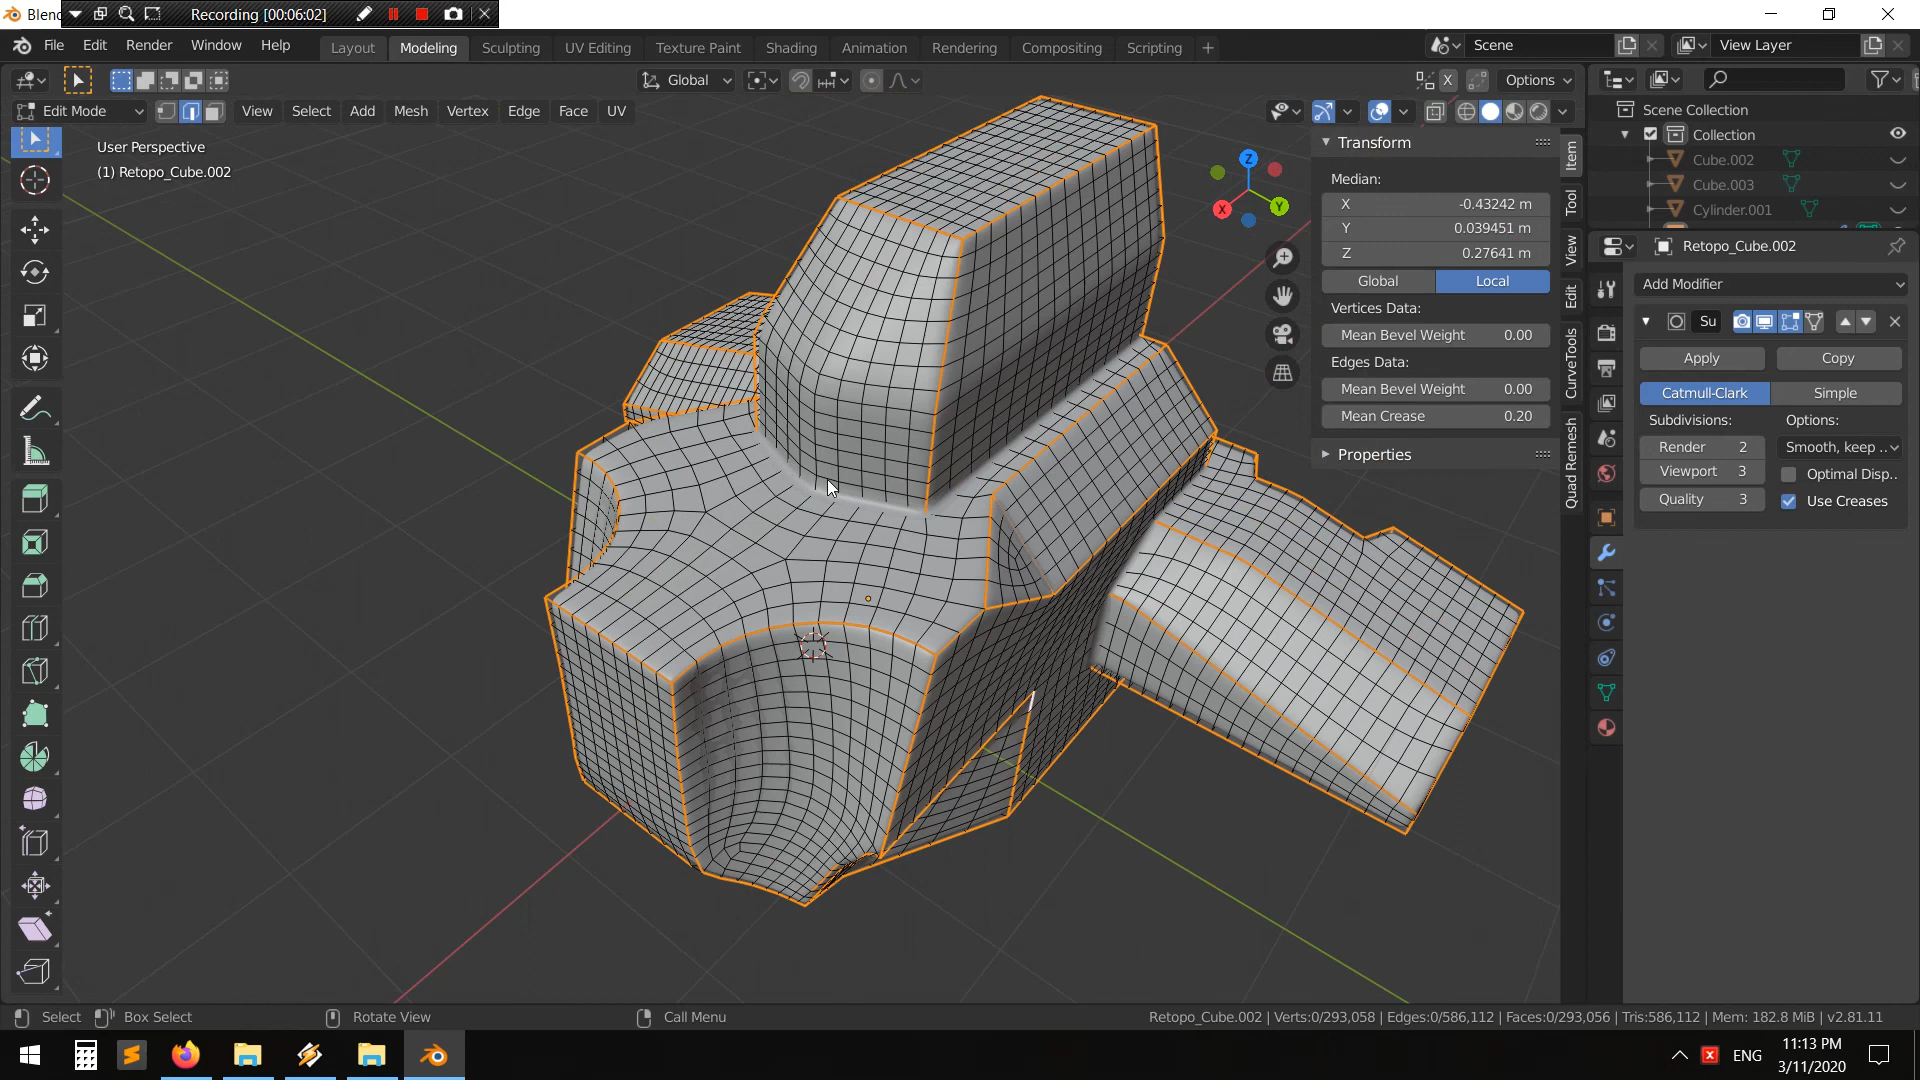 Blen
Recording [00:06:02]
File Edit Render Window Help
Layout Modeling Sculpting UV Editing Texture Paint Shading Animation Rendering Compositing Scripting +
Scene
View Layer
Global
Options
X
Edit Mode
View Select Add Mesh Vertex Edge Face UV
User Perspective
(1) Retopo_Cube.002
Z
X
Y
Transform
Median:
X -0.43242 m
Y 0.039451 m
Z 0.27641 m
Global Local
Vertices Data:
Mean Bevel Weight 0.00
Edges Data:
Mean Bevel Weight 0.00
Mean Crease 0.20
Properties
Item
Tool
View
Edit
CurveTools
Quad Remesh
Scene Collection
Collection
Cube.002
Cube.003
Cylinder.001
Retopo_Cube.002
Add Modifier
Su
Apply Copy
Catmull-Clark Simple
Subdivisions: Options:
Render 2 Smooth, keep ..
Viewport 3 Optimal Disp..
Quality 3 Use Creases
Select Box Select Rotate View Call Menu
Retopo_Cube.002 | Verts:0/293,058 | Edges:0/586,112 | Faces:0/293,056 | Tris:586,112 | Mem: 182.8 MiB | v2.81.11
ENG
11:13 PM
3/11/2020